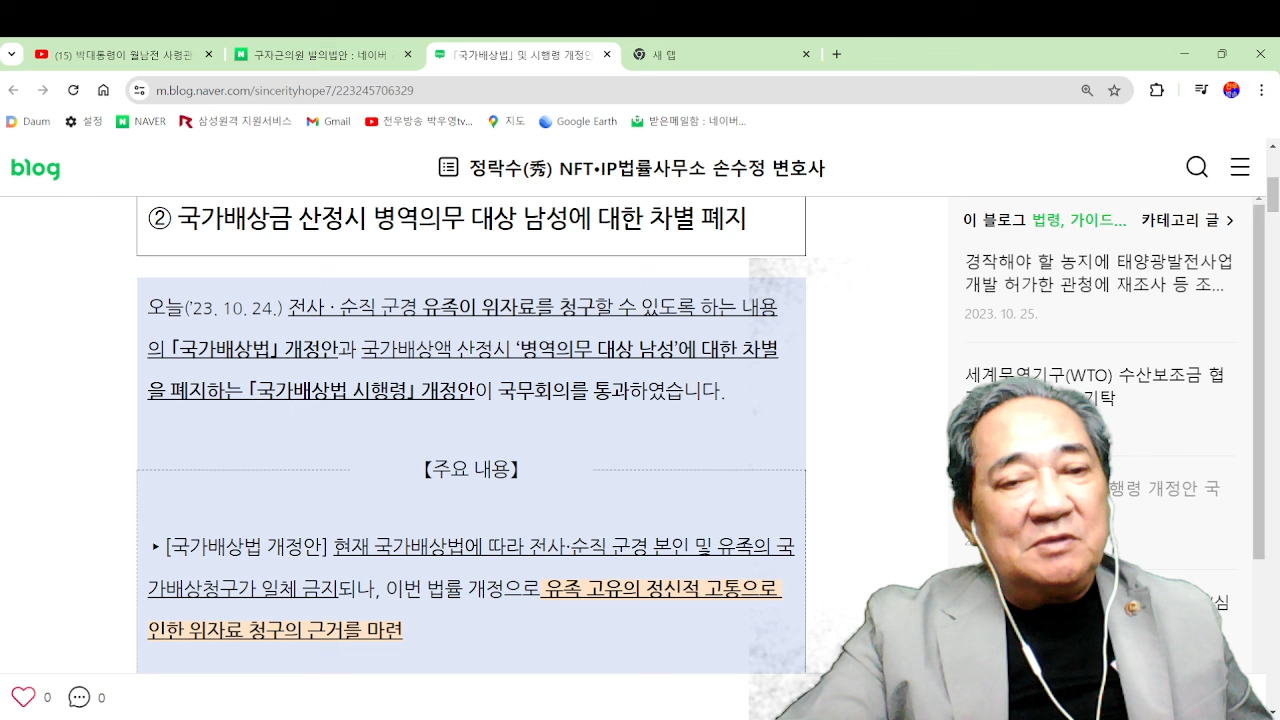 (15) 박대통령이 월남전 사령관
구자근의원 발의법안 : 네이버
「국가배상법」 및 시행령 개정안
새 탭
m.blog.naver.com/sincerityhope7/223245706329
Daum
설정
NAVER
삼성원격 지원서비스
Gmail
전우방송 박우영tv...
지도
Google Earth
받은메일함 : 네이버...
blog
정락수(秀) NFT•IP법률사무소 손수정 변호사
② 국가배상금 산정시 병역의무 대상 남성에 대한 차별 폐지
오늘('23. 10. 24.) 전사 · 순직 군경 유족이 위자료를 청구할 수 있도록 하는 내용
의 「국가배상법」 개정안과 국가배상액 산정시 '병역의무 대상 남성'에 대한 차별
을 폐지하는 「국가배상법 시행령」 개정안이 국무회의를 통과하였습니다.
【주요 내용】
▸ [국가배상법 개정안] 현재 국가배상법에 따라 전사·순직 군경 본인 및 유족의 국
가배상청구가 일체 금지되나, 이번 법률 개정으로 유족 고유의 정신적 고통으로
인한 위자료 청구의 근거를 마련
0
0
이 블로그 법령, 가이드... 카테고리 글
경작해야 할 농지에 태양광발전사업
개발 허가한 관청에 재조사 등 조...
2023. 10. 25.
세계무역기구(WTO) 수산보조금 협
기탁
행령 개정안 국
심